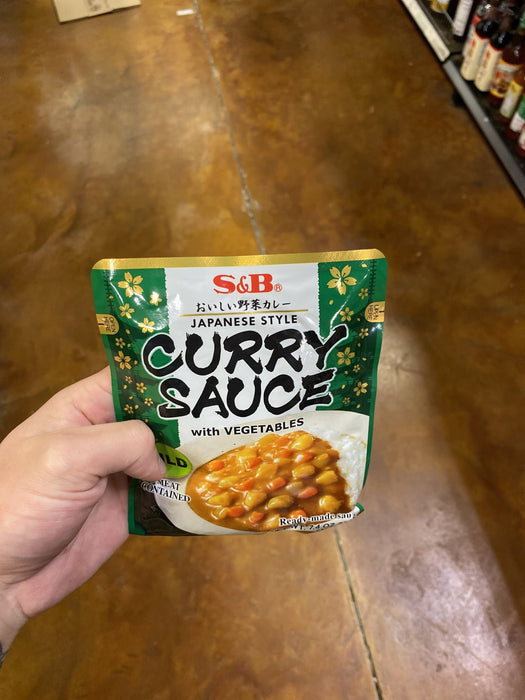 S&B®
おいしい野菜カレー
JAPANESE STYLE
CURRY
SAUCE
with VEGETABLES
MEAT
CONTAINED
Ready-made sau